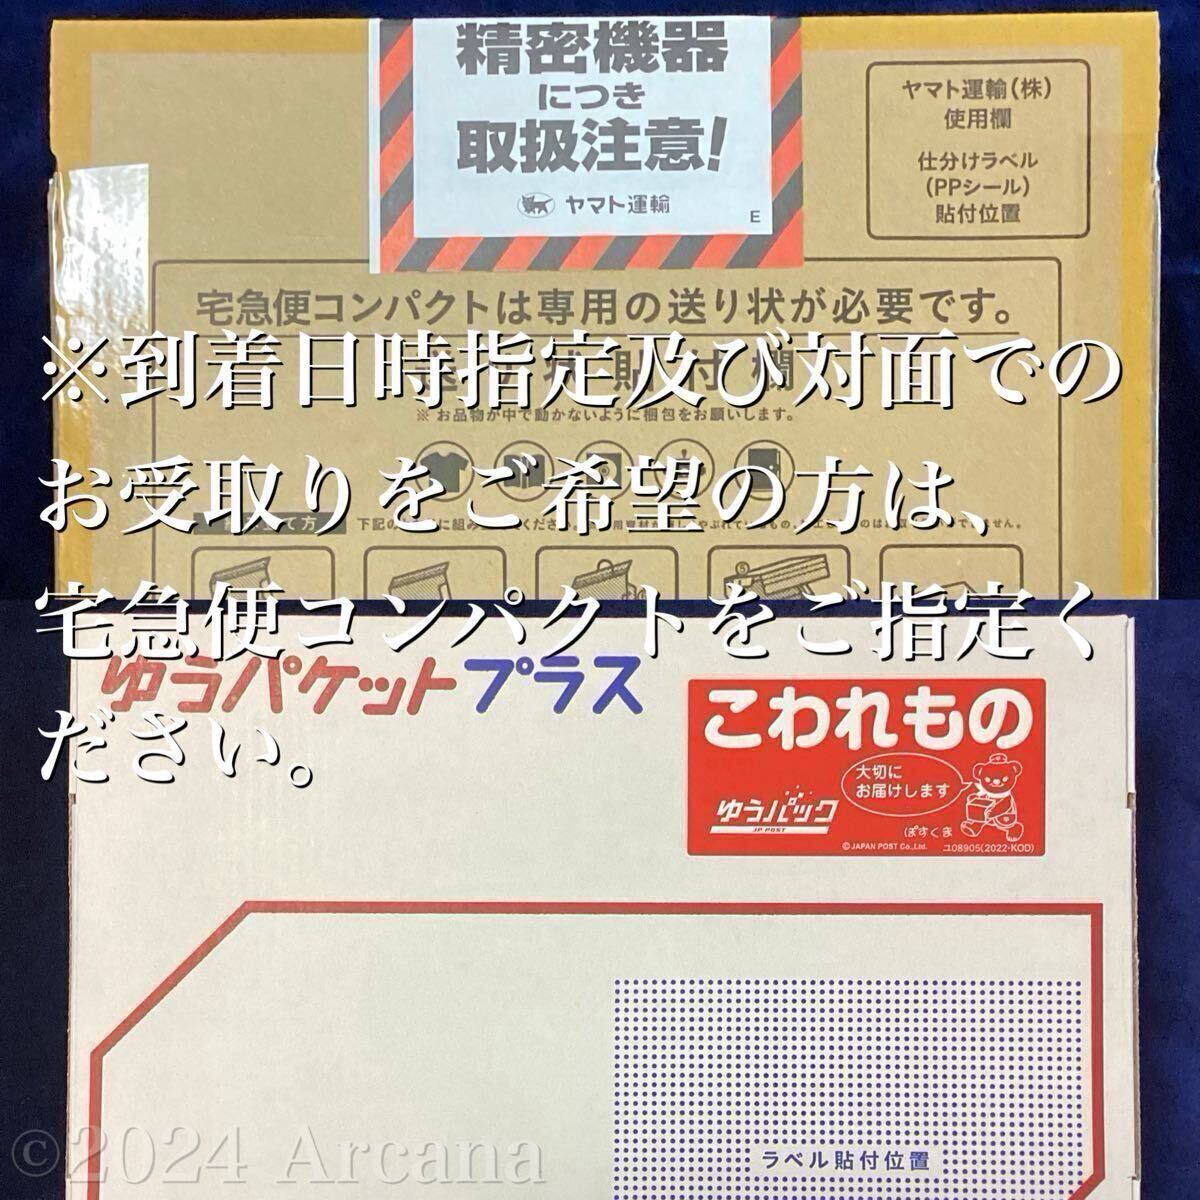 精密機器
につき
取扱注意！
ヤマト運輸
E
ヤマト運輸（株）
使用欄
仕分けラベル
（PPシール）
貼付位置
宅急便コンパクトは専用の送り状が必要です。
※お品物が中で動かないように梱包をお願いします。
※到着日時指定及び対面での
お受取りをご希望の方は、
宅急便コンパクトをご指定く
ださい。
ゆうパケットプラス
こわれもの
大切に
お届けします
ゆうパック
JP POST
ぽすくま
©JAPAN POST Co.,Ltd.
ユ08905(2022・KOD)
ラベル貼付位置
©2024 Arcana